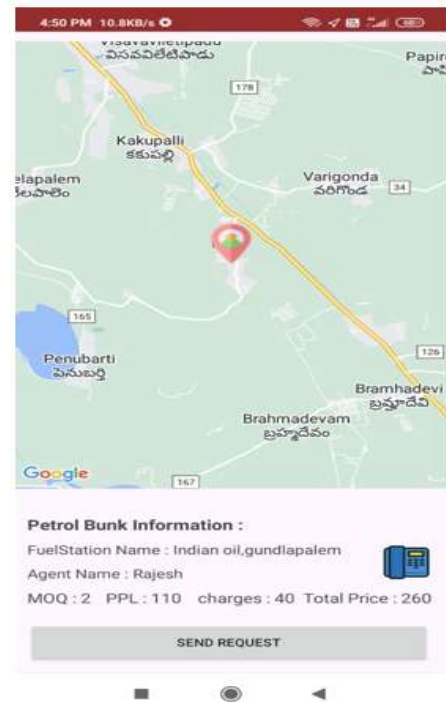 4:50 PM 10.8KB/s
విసవవిలేటిపాడు
178
Kakupalli
కకుపల్లి
Varigonda
వరిగొండ
34
165
Penubarti
పెనుబర్తి
126
Bramhadevi
బ్రహ్మదేవి
Brahmadevam
బ్రహ్మదేవం
Google
167
Petrol Bunk Information :
FuelStation Name : Indian oil,gundlapalem
Agent Name : Rajesh
MOQ : 2 PPL : 110 charges : 40 Total Price : 260
SEND REQUEST